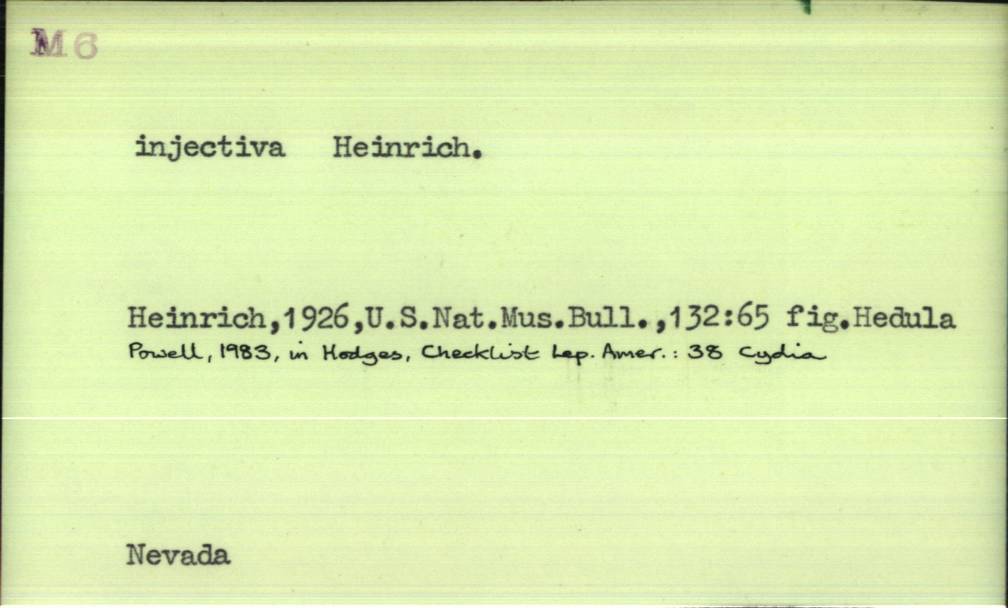 M6
injectiva Heinrich.
Heinrich,1926,U.S.Nat.Mus.Bull.,132:65 fig.Hedula
Powell, 1983, in Hodges, Checklist Lep. Amer.: 38 Cydia
Nevada